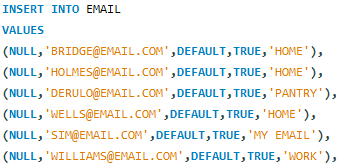 INSERT INTO EMAIL
VALUES
(NULL,'BRIDGE@EMAIL.COM',DEFAULT,TRUE,'HOME'),
(NULL,'HOLMES@EMAIL.COM',DEFAULT,TRUE,'HOME'),
(NULL,'DERULO@EMAIL.COM',DEFAULT,TRUE,'PANTRY'),
(NULL,'WELLS@EMAIL.COM',DEFAULT,TRUE,'HOME'),
(NULL,'SIM@EMAIL.COM',DEFAULT,TRUE,'MY EMAIL'),
(NULL,'WILLIAMS@EMAIL.COM',DEFAULT,TRUE,'WORK'),